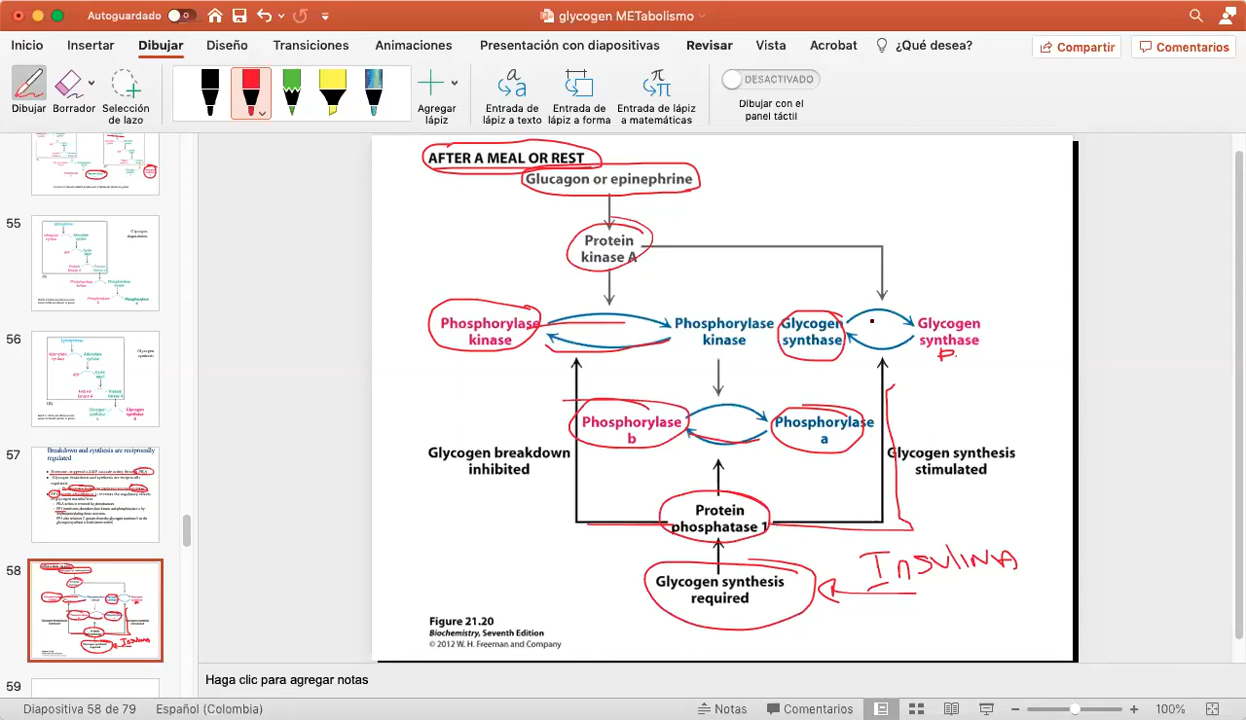 Autoguardado
glycogen METabolismo
Inicio
Insertar
Dibujar
Diseño
Transiciones
Animaciones
Presentación con diapositivas
Revisar
Vista
Acrobat
¿Qué desea?
Compartir
Comentarios
Dibujar
Borrador
Selección
de lazo
Agregar
lápiz
a
a
Entrada de
lápiz a texto
Entrada de
lápiz a forma
π
π
Entrada de lápiz
a matemáticas
DESACTIVADO
Dibujar con el
panel táctil
55
56
57
Breakdown and synthesis are reciprocally
regulated
58
59
AFTER A MEAL OR REST
Glucagon or epinephrine
Protein
kinase A
Phosphorylase
kinase
Phosphorylase
kinase
Glycogen
synthase
Glycogen
synthase
P
Phosphorylase
b
Phosphorylase
a
Glycogen breakdown
inhibited
Glycogen synthesis
stimulated
Protein
phosphatase 1
Glycogen synthesis
required
INSULINA
Figure 21.20
Biochemistry, Seventh Edition
© 2012 W. H. Freeman and Company
Haga clic para agregar notas
Diapositiva 58 de 79
Español (Colombia)
Notas
Comentarios
100%